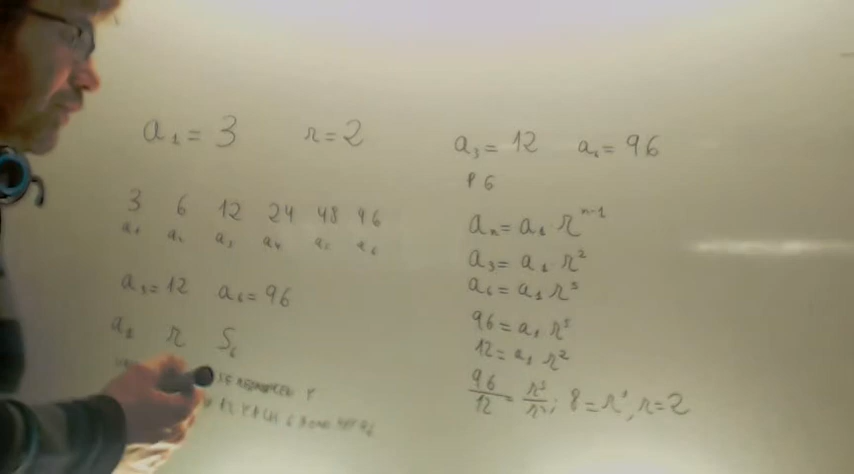 a₁ = 3 r = 2
3 6 12 24 48 96
a₁ a₂ a₃ a₄ a₅ a₆
a₃ = 12 a₆ = 96
a₁ r S₆
a₃ = 12 a₆ = 96
aₙ = a₁ · rⁿ⁻¹
a₃ = a₁ r²
a₆ = a₁ r⁵
96 = a₁ r⁵
12 = a₁ r²
96/12 = r⁵/r² ; 8 = r³, r = 2